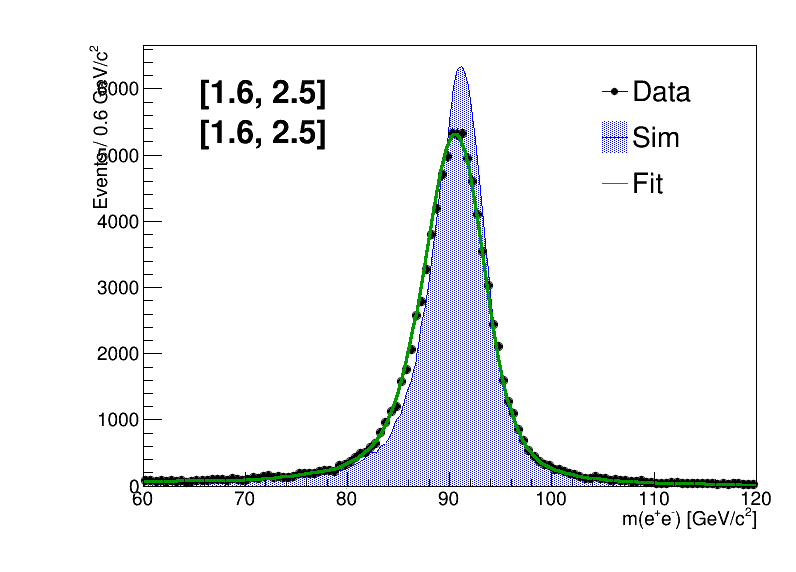 Events / 0.6 GeV/c²
6000
5000
4000
3000
2000
1000
0
[1.6, 2.5]
[1.6, 2.5]
Data
Sim
Fit
60 70 80 90 100 110 120
m(e⁺e⁻) [GeV/c²]